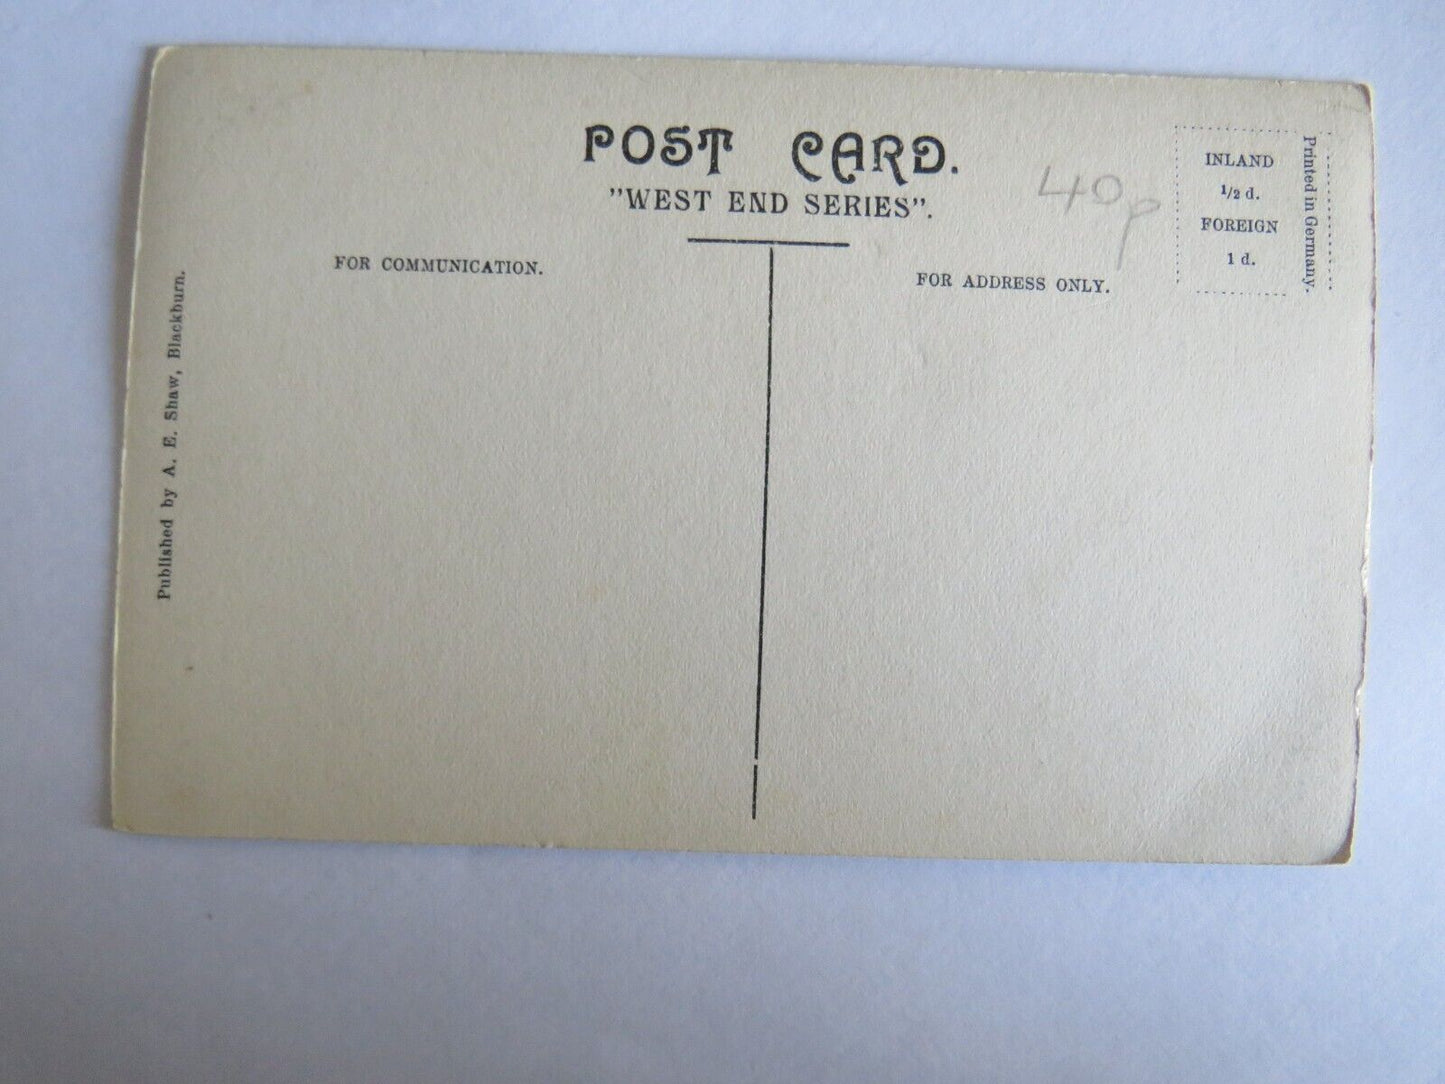 POST CARD.
"WEST END SERIES".
40p
INLAND
1/2 d.
FOREIGN
1 d.
Printed in Germany.
FOR COMMUNICATION.
FOR ADDRESS ONLY.
Published by A. E. Shaw, Blackburn.